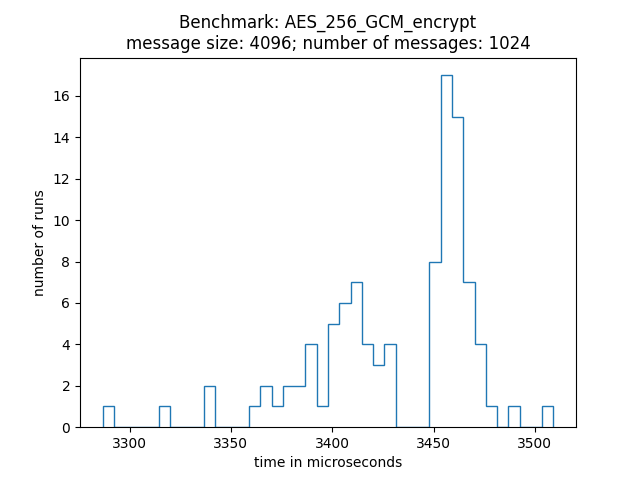 Benchmark: AES_256_GCM_encrypt
message size: 4096; number of messages: 1024
16
14
12
10
8
6
4
2
0
number of runs
3300 3350 3400 3450 3500
time in microseconds